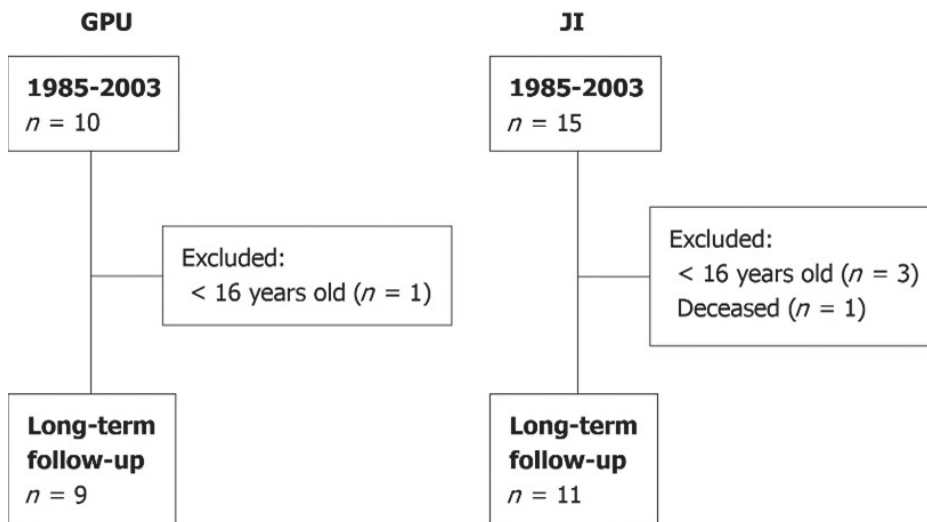 GPU
1985-2003
n = 10
Excluded:
< 16 years old (n = 1)
Long-term
follow-up
n = 9
JI
1985-2003
n = 15
Excluded:
< 16 years old (n = 3)
Deceased (n = 1)
Long-term
follow-up
n = 11